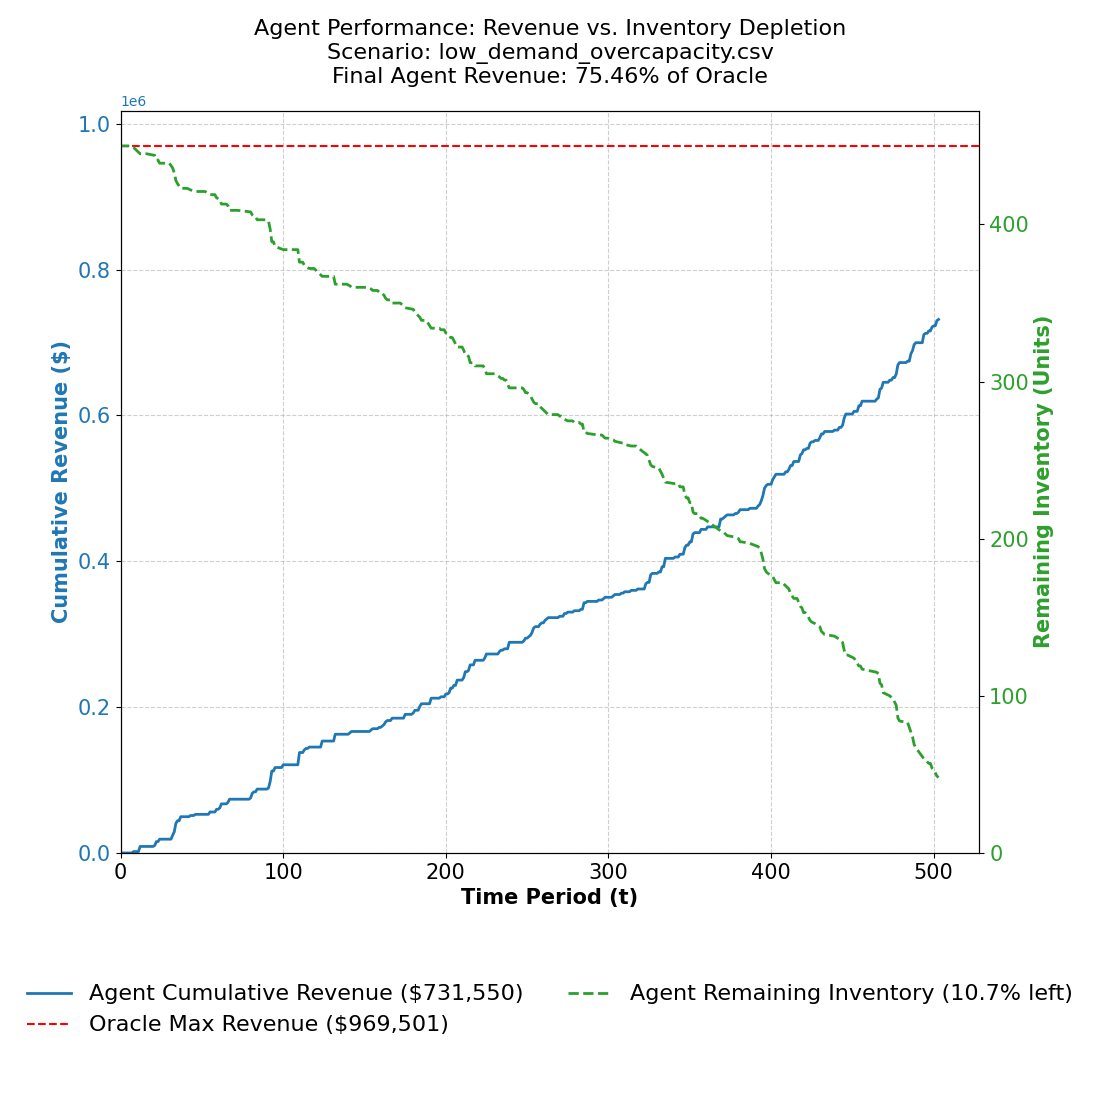 Agent Performance: Revenue vs. Inventory Depletion
Scenario: low_demand_overcapacity.csv
Final Agent Revenue: 75.46% of Oracle
1e6
1.0
0.8
0.6
0.4
0.2
0.0
Cumulative Revenue ($)
400
300
200
100
0
Remaining Inventory (Units)
0 100 200 300 400 500
Time Period (t)
Agent Cumulative Revenue ($731,550)
Oracle Max Revenue ($969,501)
Agent Remaining Inventory (10.7% left)